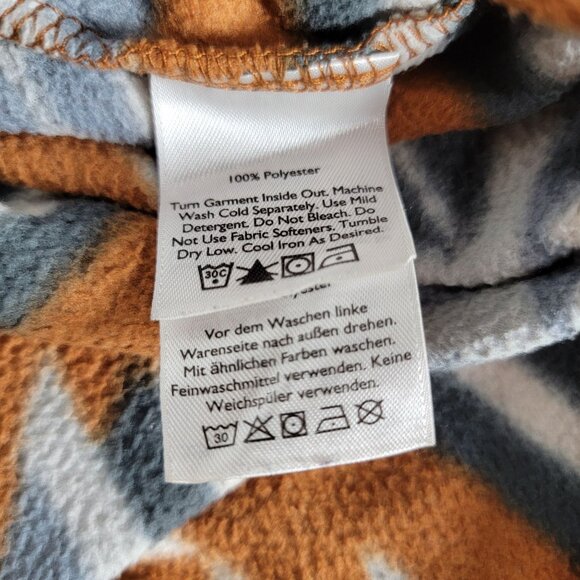 100% Polyester
Turn Garment Inside Out. Machine
Wash Cold Separately. Use Mild
Detergent. Do Not Bleach. Do
Not Use Fabric Softeners. Tumble
Dry Low. Cool Iron As Desired.
30C
Vor dem Waschen linke
Warenseite nach außen drehen.
Mit ähnlichen Farben waschen.
Feinwaschmittel verwenden. Keine
Weichspüler verwenden.
30